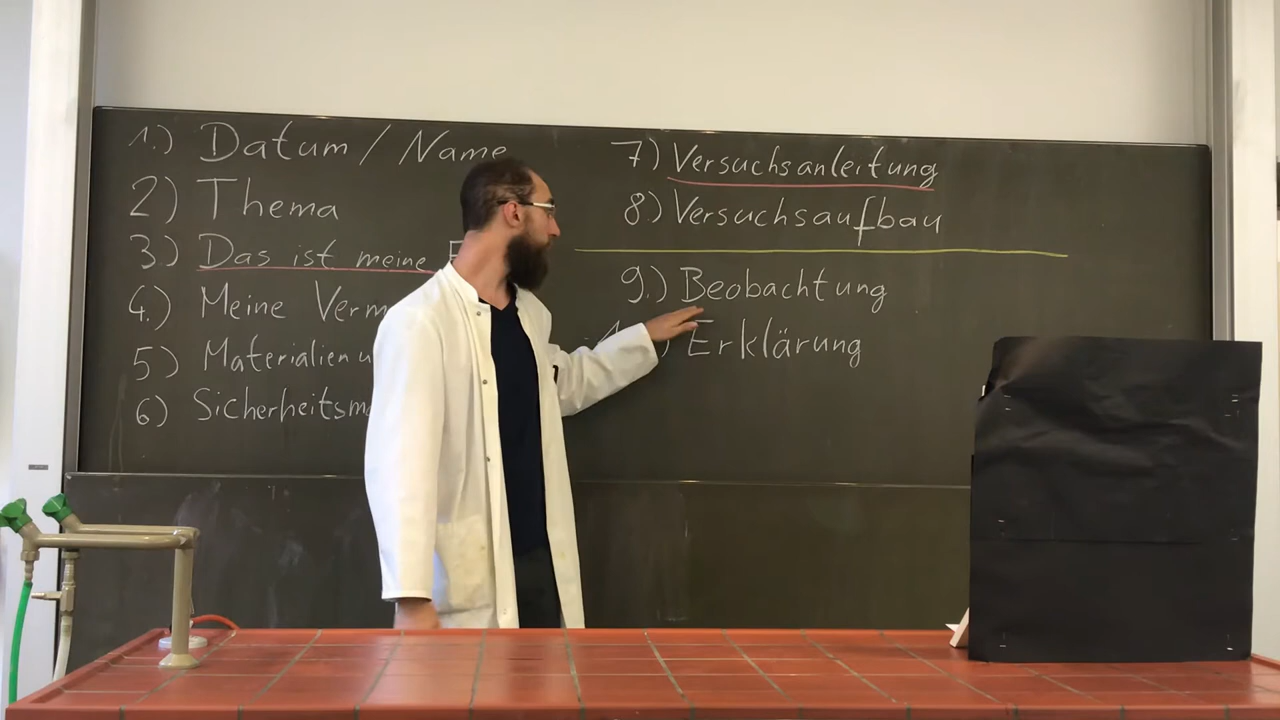 1.) Datum / Name
2) Thema
3) Das ist meine
4.) Meine
5) Materialien
6)
7) Versuchsanleitung
8.) Versuchsaufbau
9.) Beobachtung
Erklärung